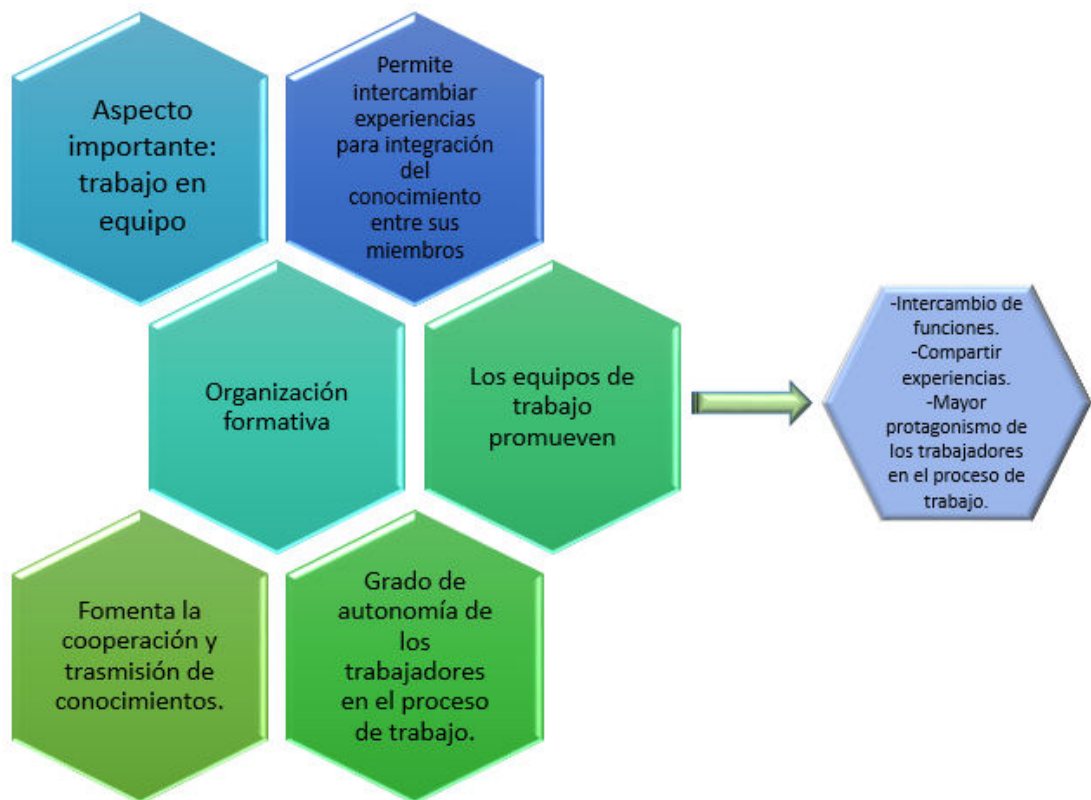 Aspecto
importante:
trabajo en
equipo
Permite
intercambiar
experiencias
para integración
del
conocimiento
entre sus
miembros
Organización
formativa
Los equipos de
trabajo
promueven
-Intercambio de
funciones.
-Compartir
experiencias.
-Mayor
protagonismo de
los trabajadores
en el proceso de
trabajo.
Fomenta la
cooperación y
trasmisión de
conocimientos.
Grado de
autonomía de
los
trabajadores
en el proceso
de trabajo.